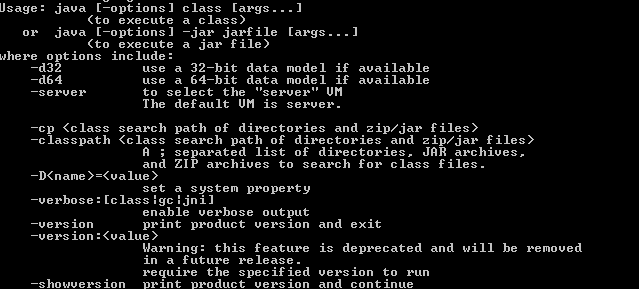 Usage: java [-options] class [args...]
(to execute a class)
or java [-options] -jar jarfile [args...]
(to execute a jar file)
where options include:
-d32 use a 32-bit data model if available
-d64 use a 64-bit data model if available
-server to select the "server" VM
The default VM is server.
-cp <class search path of directories and zip/jar files>
-classpath <class search path of directories and zip/jar files>
A ; separated list of directories, JAR archives,
and ZIP archives to search for class files.
-D<name>=<value>
set a system property
-verbose:[class|gc|jni]
enable verbose output
-version print product version and exit
-version:<value>
Warning: this feature is deprecated and will be removed
in a future release.
require the specified version to run
-showversion print product version and continue